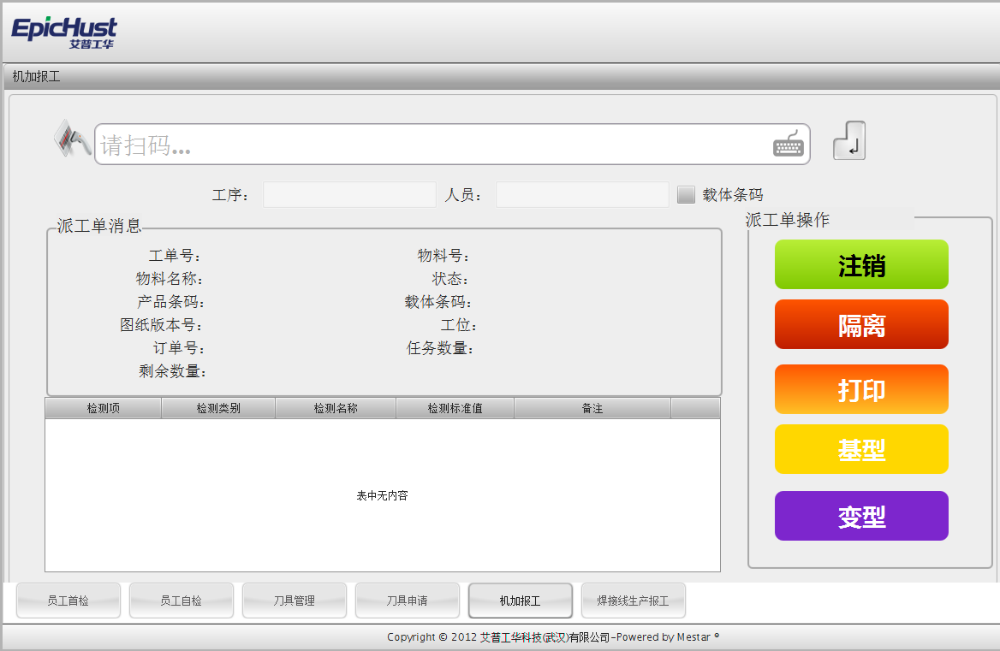 EpicHust
艾普工华
机加报工
请扫码...
工序: 人员: 载体条码
派工单消息 派工单操作
工单号: 物料号:
物料名称: 状态:
产品条码: 载体条码:
图纸版本号: 工位:
订单号: 任务数量:
剩余数量:
注销
隔离
打印
基型
变型
检测项 检测类别 检测名称 检测标准值 备注
表中无内容
员工首检 员工自检 刀具管理 刀具申请 机加报工 焊接线生产报工
Copyright © 2012 艾普工华科技(武汉)有限公司-Powered by Mestar ®